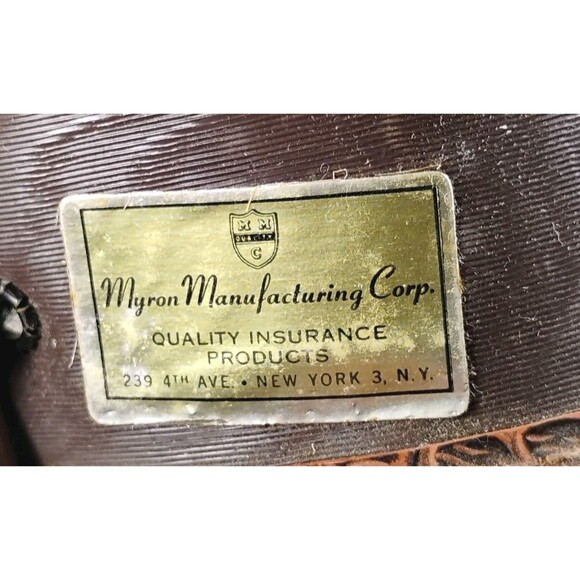 M M
QUALITY
C
Myron Manufacturing Corp.
QUALITY INSURANCE
PRODUCTS
239 4TH AVE. • NEW YORK 3, N.Y.